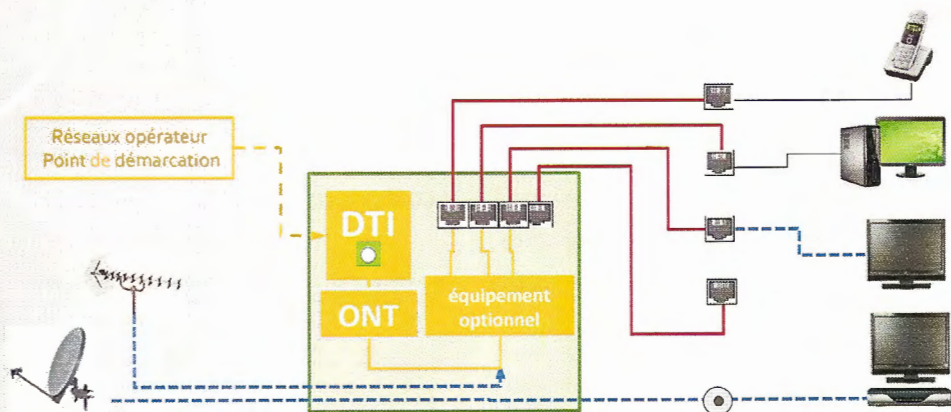 Réseaux opérateur
Point de démarcation
DTI
ONT
équipement
optionnel